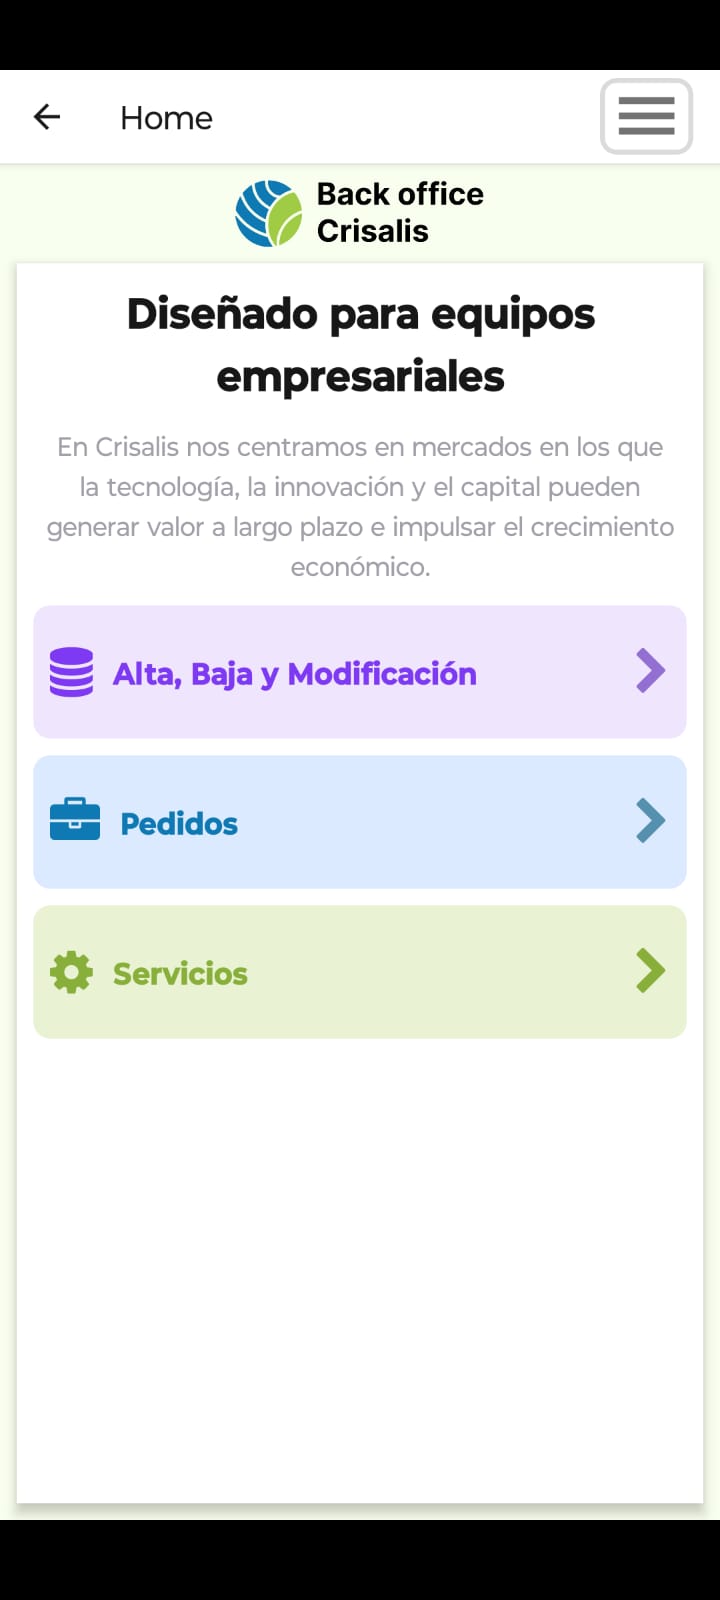 Home
Back office
Crisalis
Diseñado para equipos
empresariales
En Crisalis nos centramos en mercados en los que
la tecnología, la innovación y el capital pueden
generar valor a largo plazo e impulsar el crecimiento
económico.
Alta, Baja y Modificación
Pedidos
Servicios